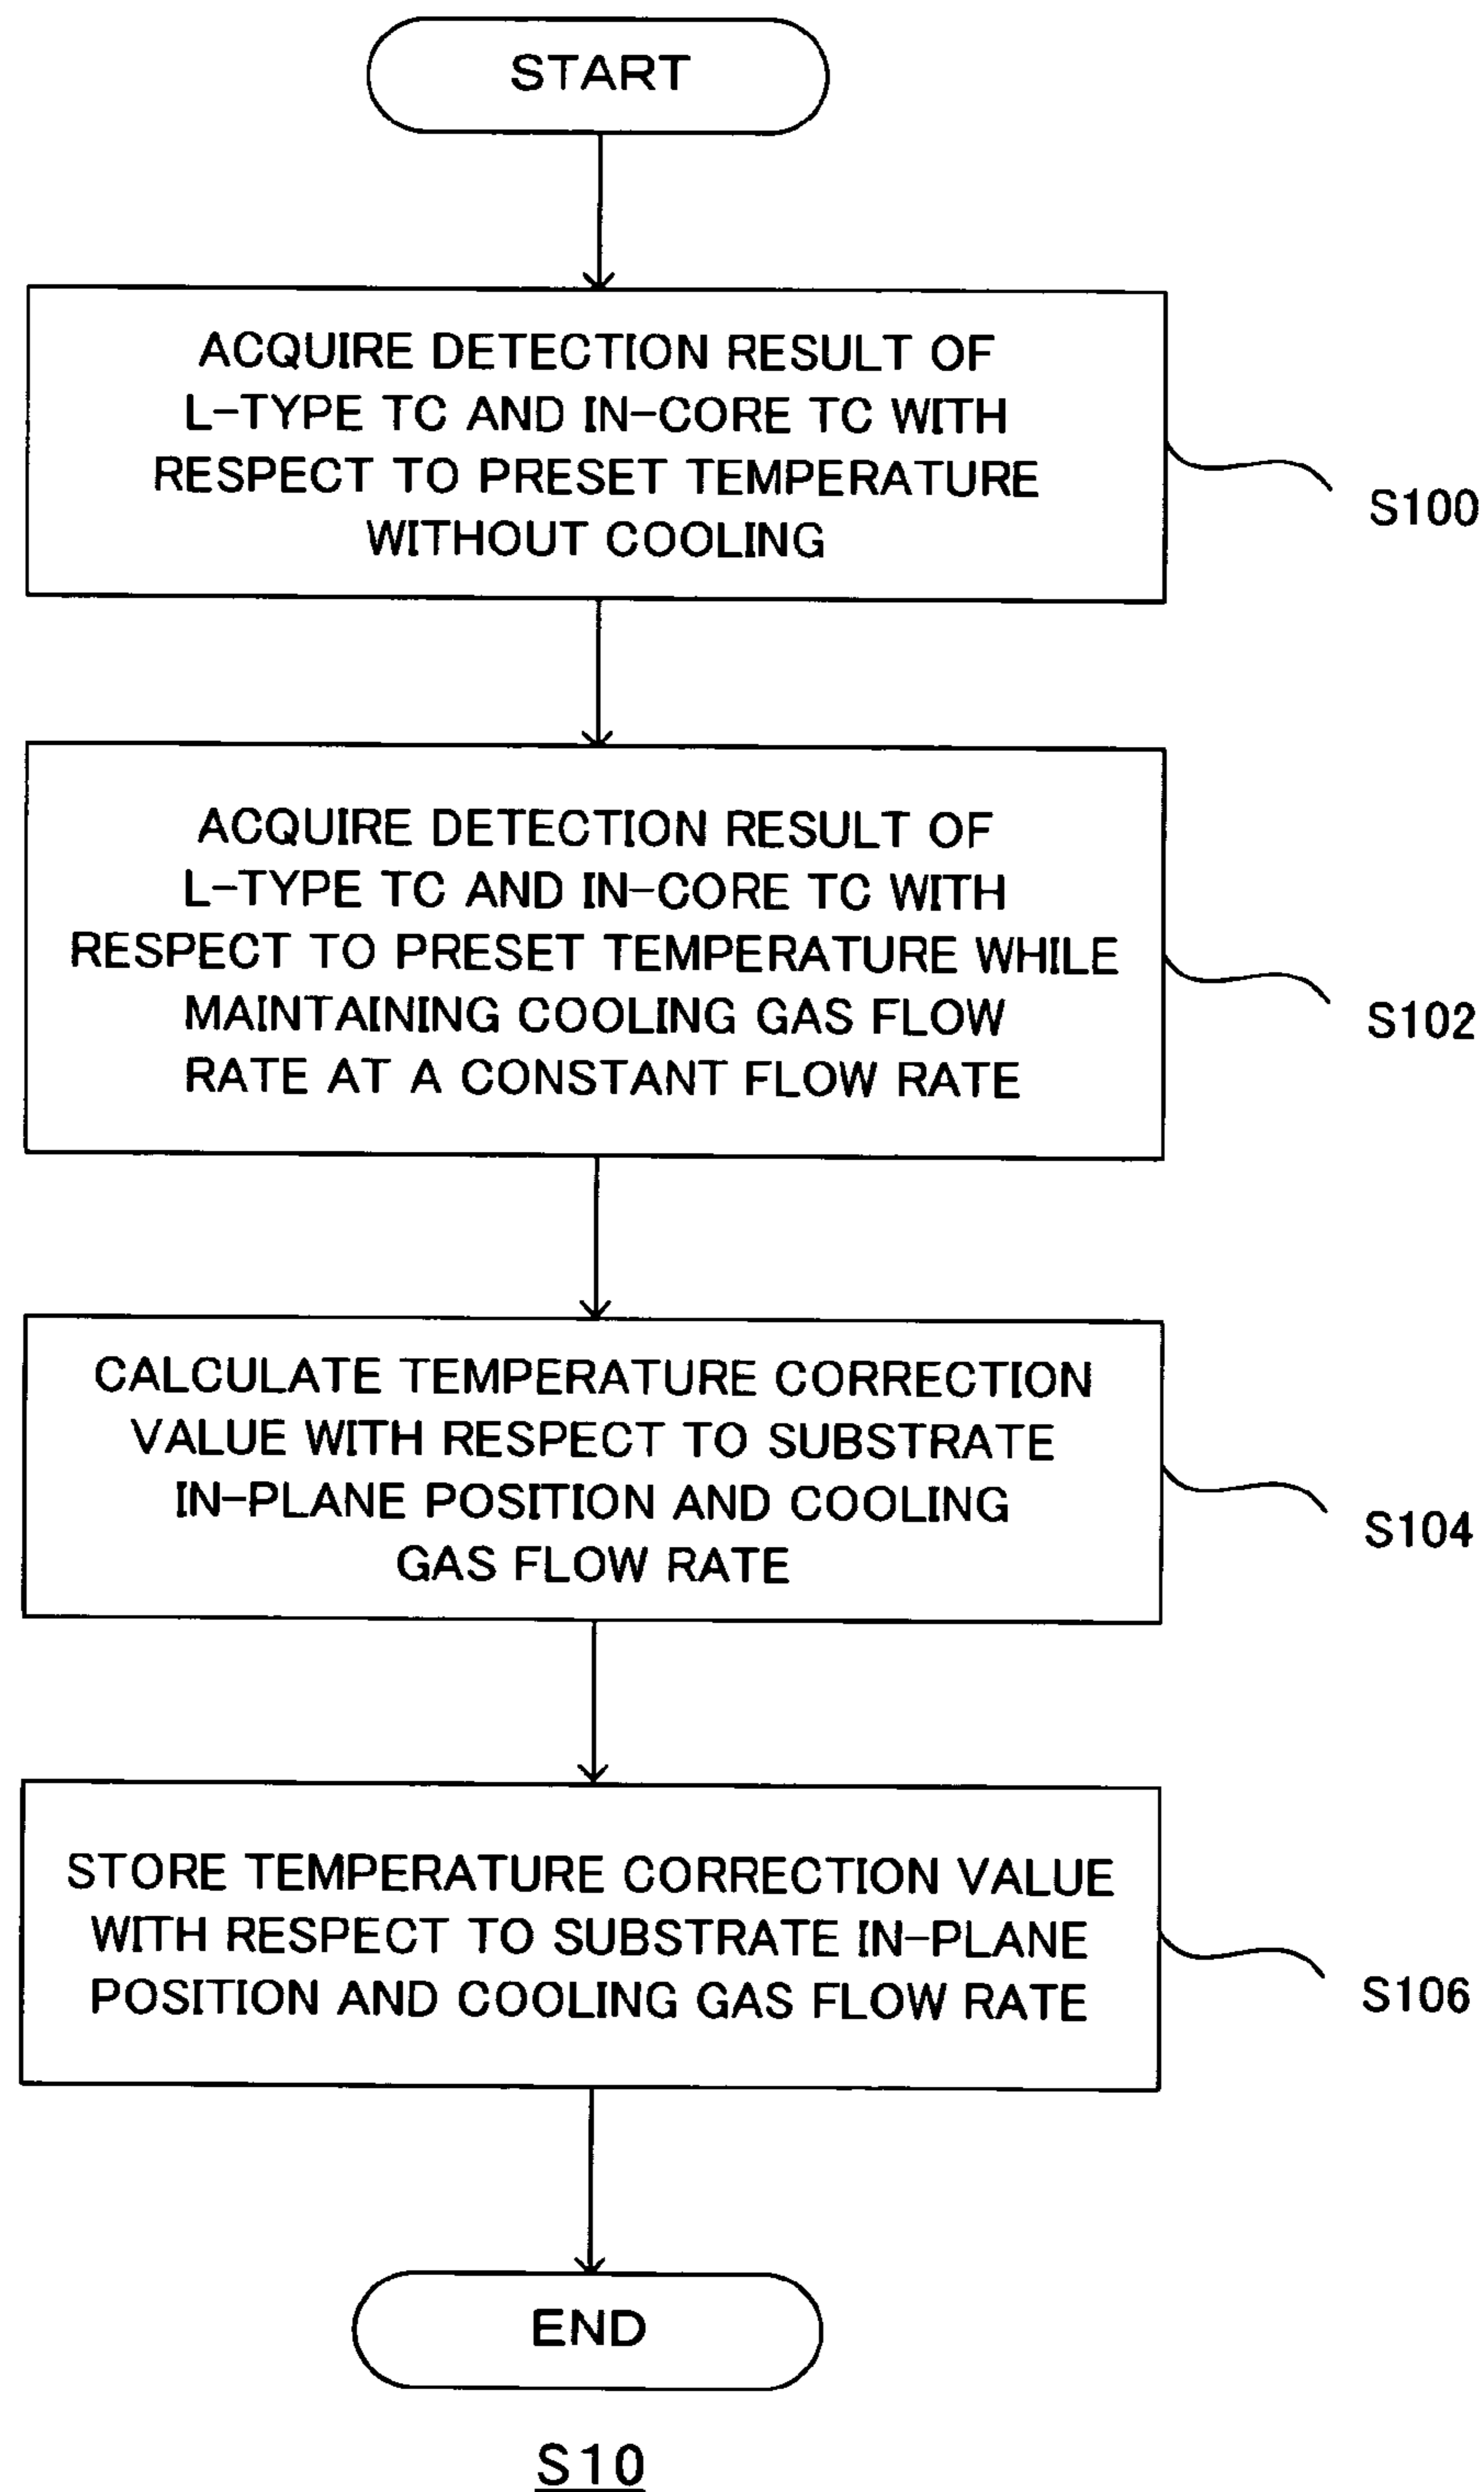 START
ACQUIRE DETECTION RESULT OF
L-TYPE TC AND IN-CORE TC WITH
RESPECT TO PRESET TEMPERATURE
WITHOUT COOLING
S100
ACQUIRE DETECTION RESULT OF
L-TYPE TC AND IN-CORE TC WITH
RESPECT TO PRESET TEMPERATURE WHILE
MAINTAINING COOLING GAS FLOW
RATE AT A CONSTANT FLOW RATE
S102
CALCULATE TEMPERATURE CORRECTION
VALUE WITH RESPECT TO SUBSTRATE
IN-PLANE POSITION AND COOLING
GAS FLOW RATE
S104
STORE TEMPERATURE CORRECTION VALUE
WITH RESPECT TO SUBSTRATE IN-PLANE
POSITION AND COOLING GAS FLOW RATE
S106
END
S10